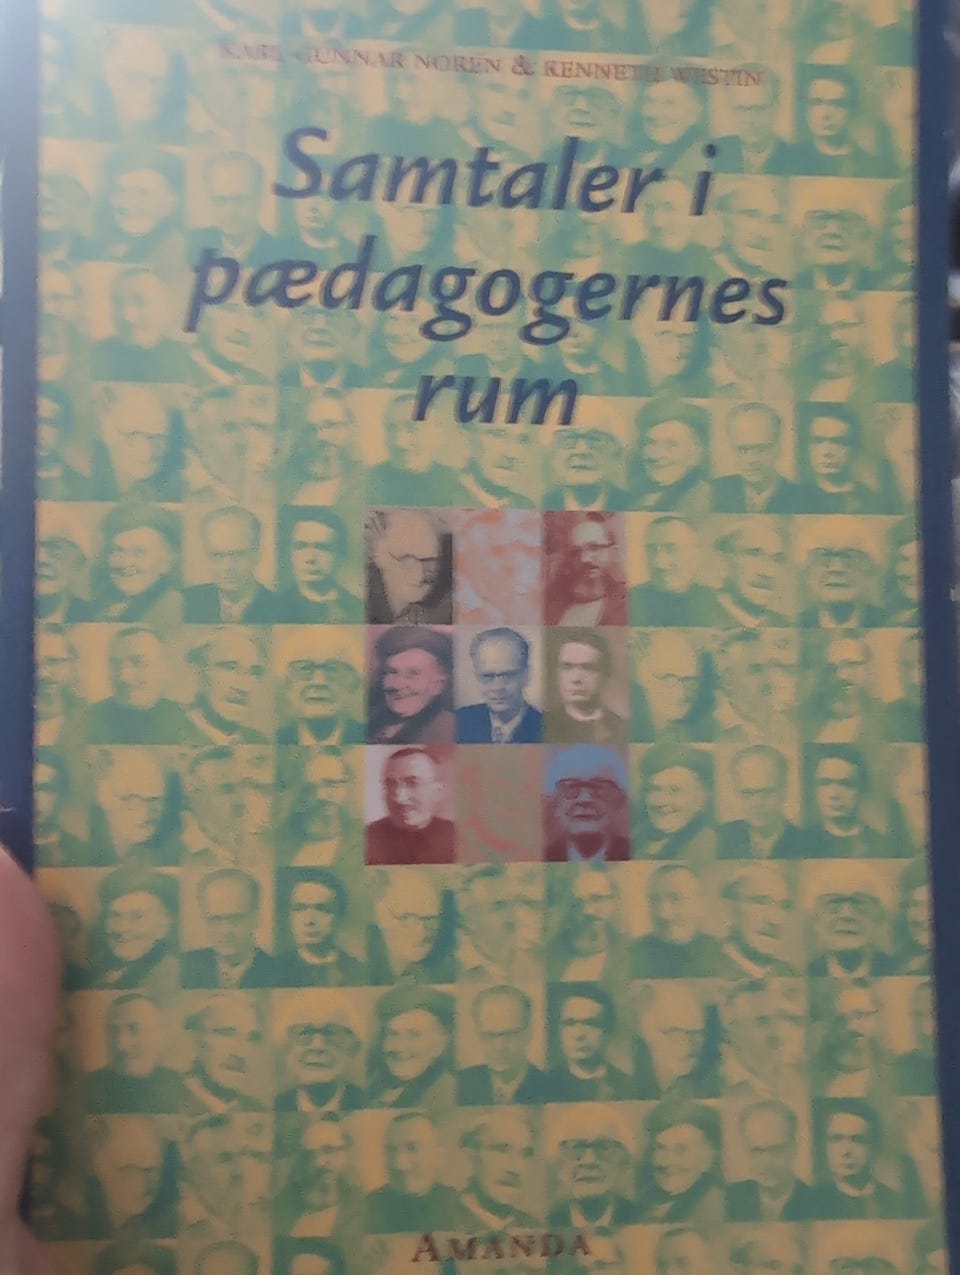 KARL-GUNNAR NORÉN & KENNETH WESTIN
Samtaler i
pædagogernes
rum
AMANDA